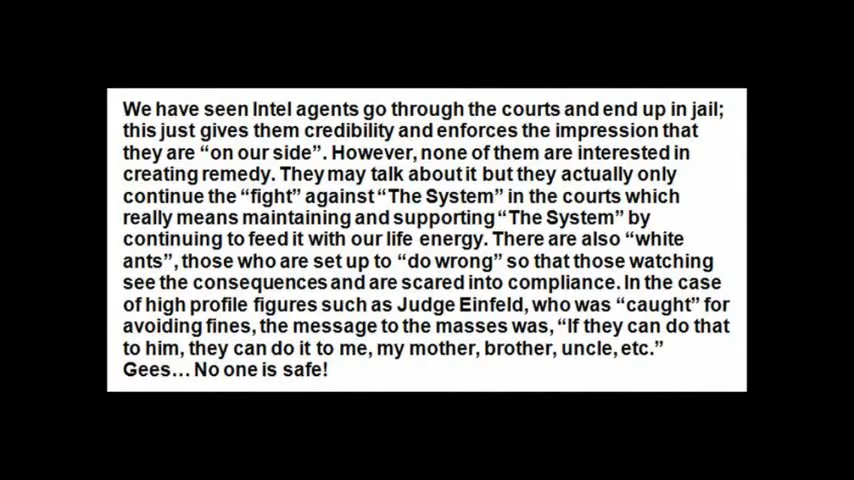 We have seen Intel agents go through the courts and end up in jail;
this just gives them credibility and enforces the impression that
they are “on our side”. However, none of them are interested in
creating remedy. They may talk about it but they actually only
continue the “fight” against “The System” in the courts which
really means maintaining and supporting “The System” by
continuing to feed it with our life energy. There are also “white
ants”, those who are set up to “do wrong” so that those watching
see the consequences and are scared into compliance. In the case
of high profile figures such as Judge Einfeld, who was “caught” for
avoiding fines, the message to the masses was, “If they can do that
to him, they can do it to me, my mother, brother, uncle, etc.”
Gees… No one is safe!